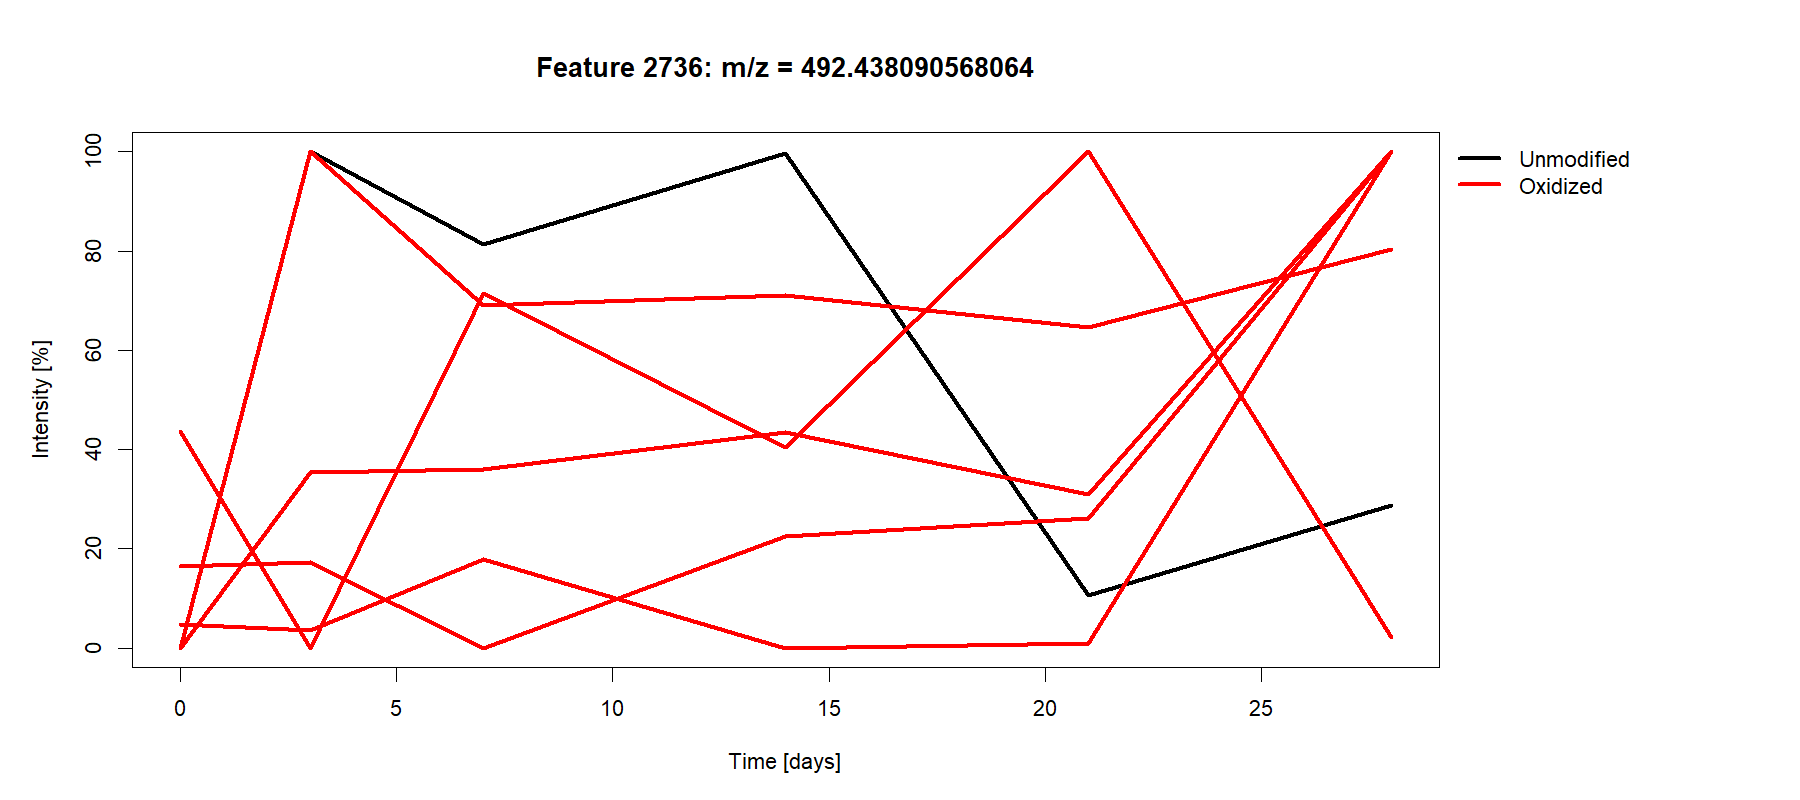 Feature 2736: m/z = 492.438090568064
Unmodified
Oxidized
Intensity [%]
100
80
60
40
20
0
0 5 10 15 20 25
Time [days]